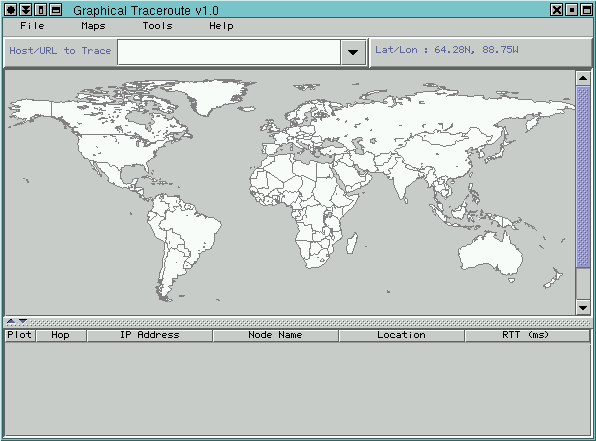 Graphical Traceroute v1.0
File Maps Tools Help
Host/URL to Trace Lat/Lon : 64.28N, 88.75W
Plot Hop IP Address Node Name Location RTT (ms)